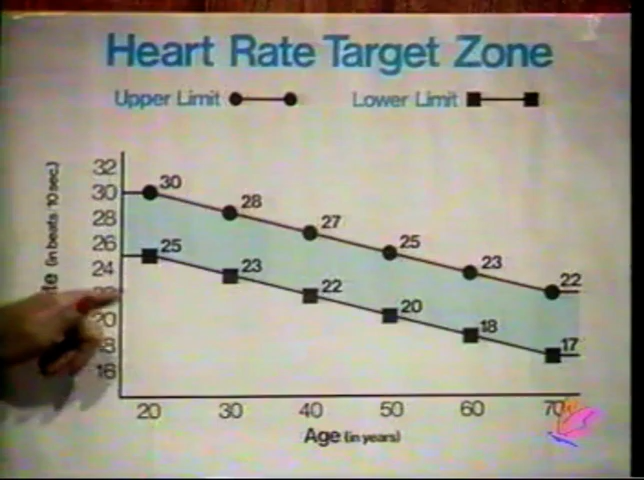 Heart Rate Target Zone
Upper Limit Lower Limit
(in beats/10 sec.)
32
30
28
26
24
20
16
30 28 27 25 23 22
25 23 22 20 18 17
20 30 40 50 60 70
Age (in years)